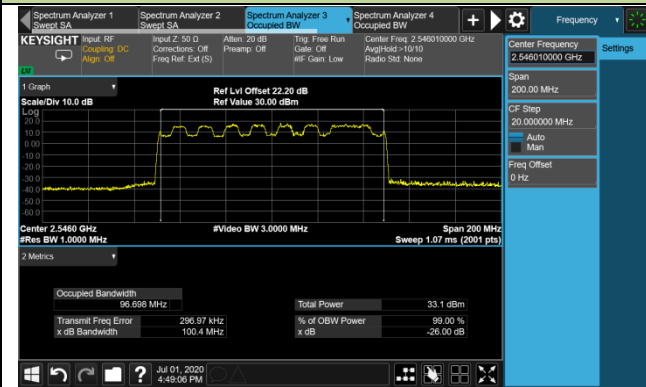 Spectrum Analyzer 1 Spectrum Analyzer 2 Spectrum Analyzer 3 Spectrum Analyzer 4
Swept SA Swept SA Occupied BW Occupied BW
Frequency
KEYSIGHT Input: RF Input Z: 50 Ω Atten: 20 dB Trig: Free Run Center Freq: 2.546010000 GHz
Coupling: DC Corrections: Off Preamp: Off Gate: Off Avg|Hold:>10/10
Align: Off Freq Ref: Ext (S) #IF Gain: Low Radio Std: None
LXI
Center Frequency
2.546010000 GHz
Settings
Span
200.00 MHz
CF Step
20.000000 MHz
Auto
Man
Freq Offset
0 Hz
1 Graph
Ref Lvl Offset 22.20 dB
Scale/Div 10.0 dB Ref Value 30.00 dBm
Log
20.0
10.0
0.00
-10.0
-20.0
-30.0
-40.0
-50.0
-60.0
Center 2.5460 GHz #Video BW 3.0000 MHz Span 200 MHz
#Res BW 1.0000 MHz Sweep 1.07 ms (2001 pts)
2 Metrics
Occupied Bandwidth
96.698 MHz Total Power 33.1 dBm
Transmit Freq Error 296.97 kHz % of OBW Power 99.00 %
x dB Bandwidth 100.4 MHz x dB -26.00 dB
?
Jul 01, 2020
4:49:06 PM